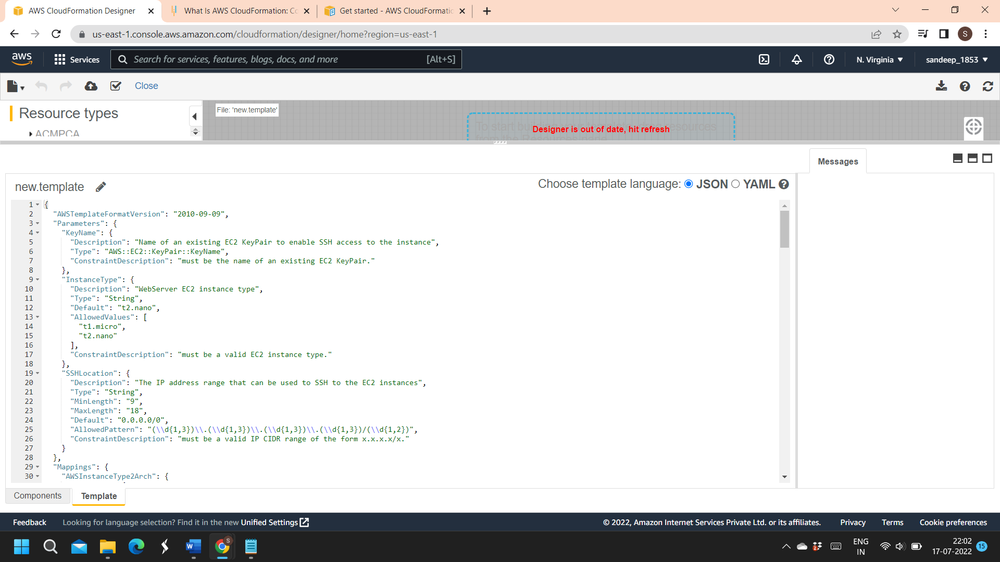 AWS CloudFormation Designer
What Is AWS CloudFormation: Co
Get started - AWS CloudFormatic
us-east-1.console.aws.amazon.com/cloudformation/designer/home?region=us-east-1
S
aws
Services
Search for services, features, blogs, docs, and more
[Alt+S]
N. Virginia
sandeep_1853
Close
Resource types
ACMPCA
File: 'new.template'
Designer is out of date, hit refresh
Messages
new.template
Choose template language: JSON YAML
1 {
2 "AWSTemplateFormatVersion": "2010-09-09",
3 "Parameters": {
4 "KeyName": {
5 "Description": "Name of an existing EC2 KeyPair to enable SSH access to the instance",
6 "Type": "AWS::EC2::KeyPair::KeyName",
7 "ConstraintDescription": "must be the name of an existing EC2 KeyPair."
8 },
9 "InstanceType": {
10 "Description": "WebServer EC2 instance type",
11 "Type": "String",
12 "Default": "t2.nano",
13 "AllowedValues": [
14 "t1.micro",
15 "t2.nano"
16 ],
17 "ConstraintDescription": "must be a valid EC2 instance type."
18 },
19 "SSHLocation": {
20 "Description": "The IP address range that can be used to SSH to the EC2 instances",
21 "Type": "String",
22 "MinLength": "9",
23 "MaxLength": "18",
24 "Default": "0.0.0.0/0",
25 "AllowedPattern": "(\\d{1,3})\\.(\\d{1,3})\\.(\\d{1,3})\\.(\\d{1,3})/(\\d{1,2})",
26 "ConstraintDescription": "must be a valid IP CIDR range of the form x.x.x.x/x."
27 }
28 },
29 "Mappings": {
30 "AWSInstanceType2Arch": {
Components
Template
Feedback
Looking for language selection? Find it in the new Unified Settings
© 2022, Amazon Internet Services Private Ltd. or its affiliates.
Privacy
Terms
Cookie preferences
ENG
IN
22:02
17-07-2022
15